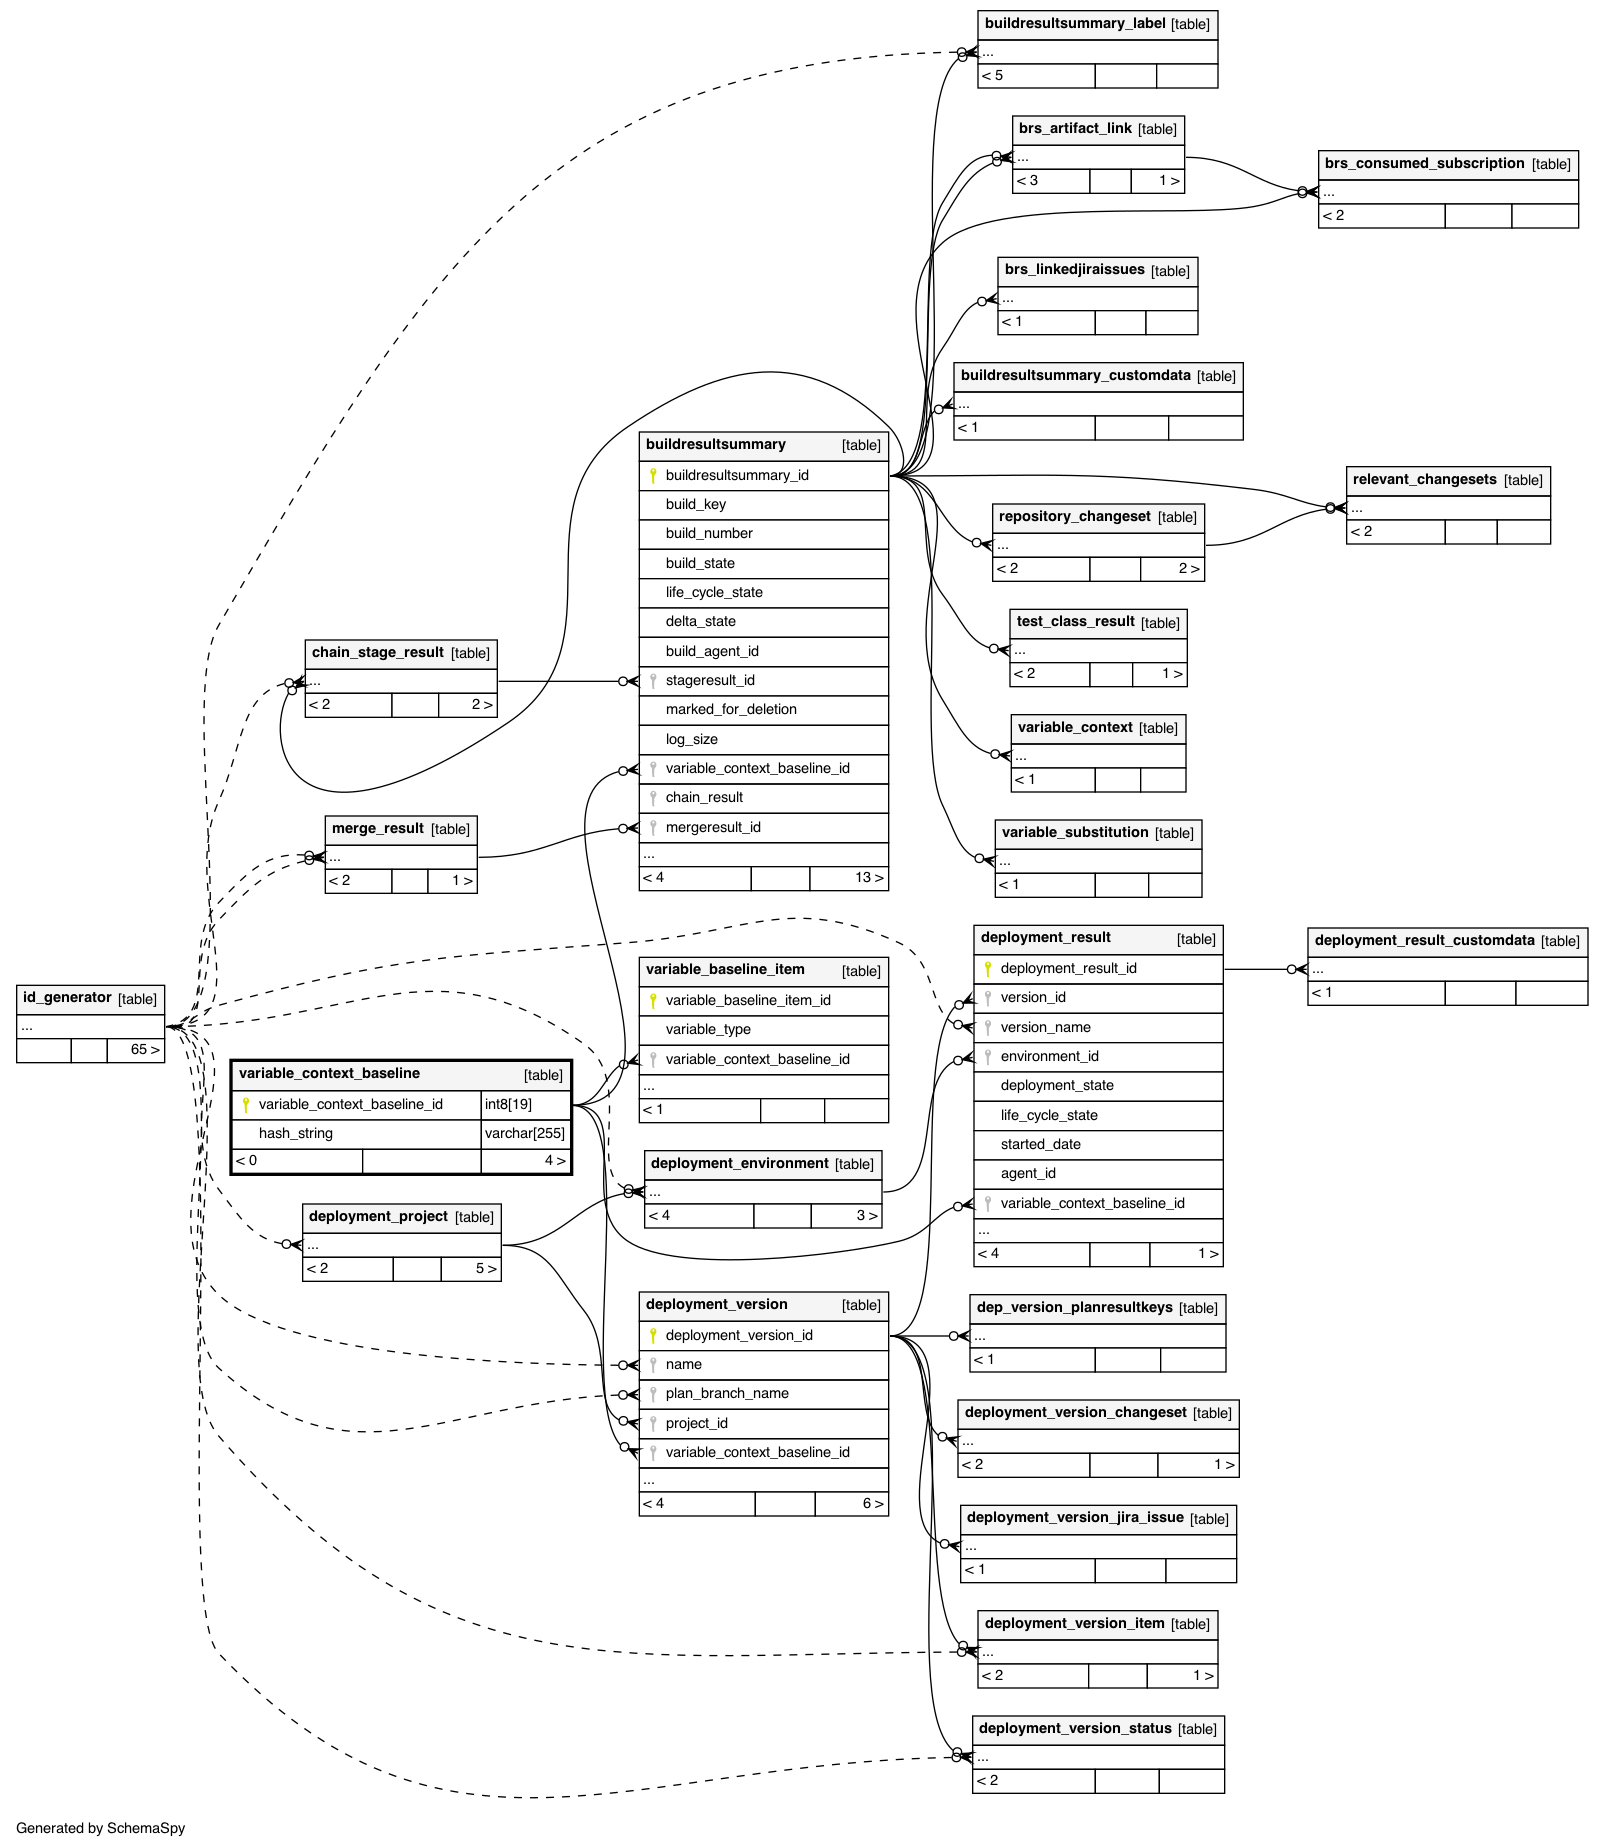 buildresultsummary_label [table]
...
< 5
brs_artifact_link [table]
...
< 3 1 >
brs_consumed_subscription [table]
...
< 2
brs_linkedjiraissues [table]
...
< 1
buildresultsummary_customdata [table]
...
< 1
buildresultsummary [table]
buildresultsummary_id
build_key
build_number
build_state
life_cycle_state
delta_state
build_agent_id
stageresult_id
marked_for_deletion
log_size
variable_context_baseline_id
chain_result
mergeresult_id
...
< 4 13 >
relevant_changesets [table]
...
< 2
repository_changeset [table]
...
< 2 2 >
test_class_result [table]
...
< 2 1 >
chain_stage_result [table]
...
< 2 2 >
variable_context [table]
...
< 1
merge_result [table]
...
< 2 1 >
variable_substitution [table]
...
< 1
deployment_result [table]
deployment_result_id
version_id
version_name
environment_id
deployment_state
life_cycle_state
started_date
agent_id
variable_context_baseline_id
...
< 4 1 >
deployment_result_customdata [table]
...
< 1
variable_baseline_item [table]
variable_baseline_item_id
variable_type
variable_context_baseline_id
...
< 1
id_generator [table]
...
65 >
variable_context_baseline [table]
variable_context_baseline_id int8[19]
hash_string varchar[255]
< 0 4 >
deployment_environment [table]
...
< 4 3 >
deployment_project [table]
...
< 2 5 >
deployment_version [table]
deployment_version_id
name
plan_branch_name
project_id
variable_context_baseline_id
...
< 4 6 >
dep_version_planresultkeys [table]
...
< 1
deployment_version_changeset [table]
...
< 2 1 >
deployment_version_jira_issue [table]
...
< 1
deployment_version_item [table]
...
< 2 1 >
deployment_version_status [table]
...
< 2
Generated by SchemaSpy